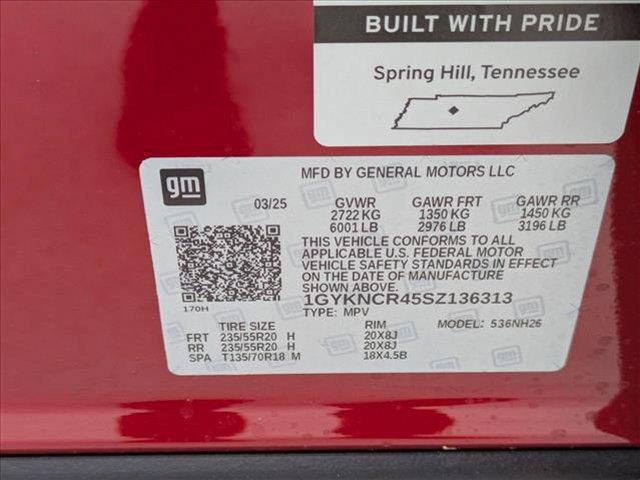 BUILT WITH PRIDE
Spring Hill, Tennessee
gm
MFD BY GENERAL MOTORS LLC
03/25 GVWR GAWR FRT GAWR RR
2722 KG 1350 KG 1450 KG
6001 LB 2976 LB 3196 LB
THIS VEHICLE CONFORMS TO ALL
APPLICABLE U.S. FEDERAL MOTOR
VEHICLE SAFETY STANDARDS IN EFFECT
ON THE DATE OF MANUFACTURE
SHOWN ABOVE.
170H
1GYKNCR45SZ136313
TYPE: MPV
TIRE SIZE RIM MODEL: 536NH26
FRT 235/55R20 H 20X8J
RR 235/55R20 H 20X8J
SPA T135/70R18 M 18X4.5B